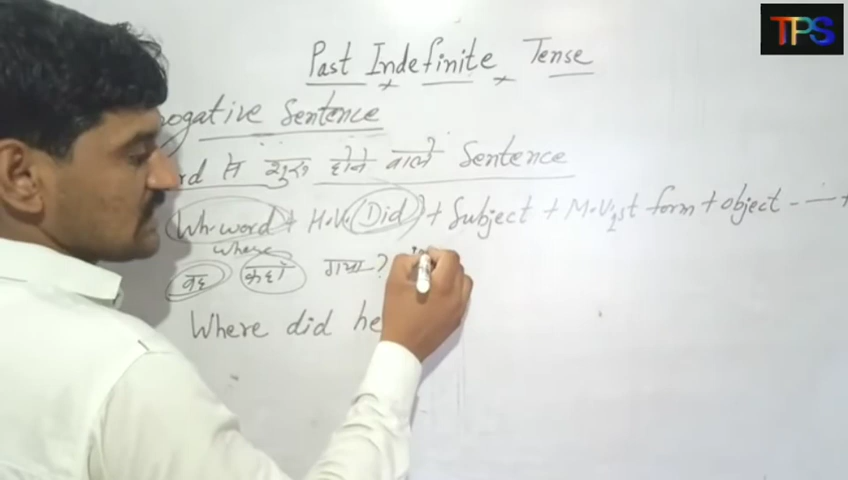 TPS
Past Indefinite Tense
ogative Sentence
rd से शुरू होने वाले Sentence
Wh-word + H.V.(Did) + Subject + M.V 1st form + object - — +
where
वह कहाँ गया?
Where did he